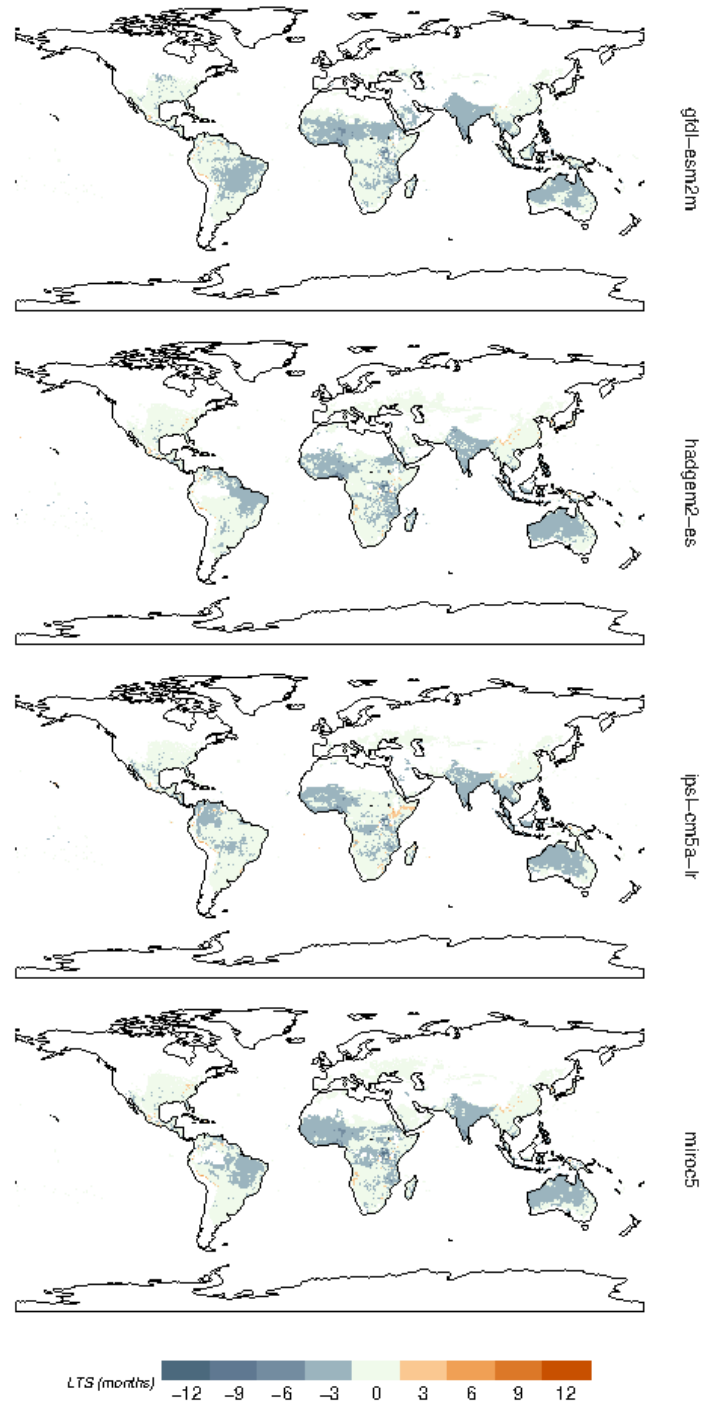 gfdl-esm2m
hadgem2-es
ipsl-cm5a-lr
miroc5
LTS (months)
-12 -9 -6 -3 0 3 6 9 12